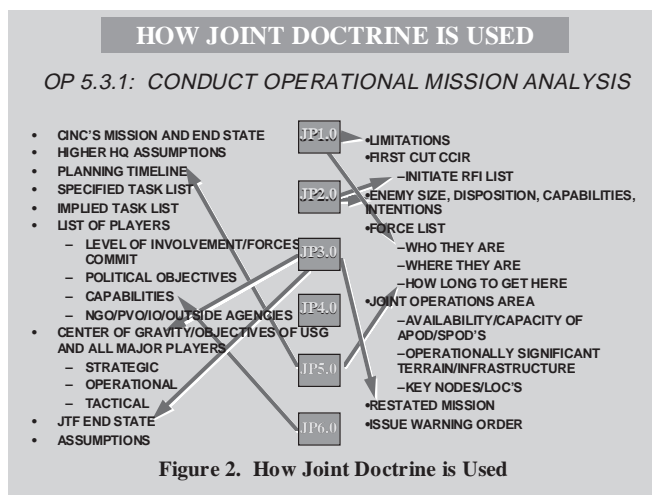 HOW JOINT DOCTRINE IS USED
OP 5.3.1: CONDUCT OPERATIONAL MISSION ANALYSIS
• CINC'S MISSION AND END STATE
• HIGHER HQ ASSUMPTIONS
• PLANNING TIMELINE
• SPECIFIED TASK LIST
• IMPLIED TASK LIST
• LIST OF PLAYERS
– LEVEL OF INVOLVEMENT/FORCES
COMMIT
– POLITICAL OBJECTIVES
– CAPABILITIES
– NGO/PVO/IO/OUTSIDE AGENCIES
• CENTER OF GRAVITY/OBJECTIVES OF USG
AND ALL MAJOR PLAYERS
– STRATEGIC
– OPERATIONAL
– TACTICAL
• JTF END STATE
• ASSUMPTIONS
JP1.0
JP2.0
JP3.0
JP4.0
JP5.0
JP6.0
•LIMITATIONS
•FIRST CUT CCIR
–INITIATE RFI LIST
•ENEMY SIZE, DISPOSITION, CAPABILITIES,
INTENTIONS
•FORCE LIST
–WHO THEY ARE
–WHERE THEY ARE
–HOW LONG TO GET HERE
•JOINT OPERATIONS AREA
–AVAILABILITY/CAPACITY OF
APOD/SPOD'S
–OPERATIONALLY SIGNIFICANT
TERRAIN/INFRASTRUCTURE
–KEY NODES/LOC'S
•RESTATED MISSION
•ISSUE WARNING ORDER
Figure 2. How Joint Doctrine is Used